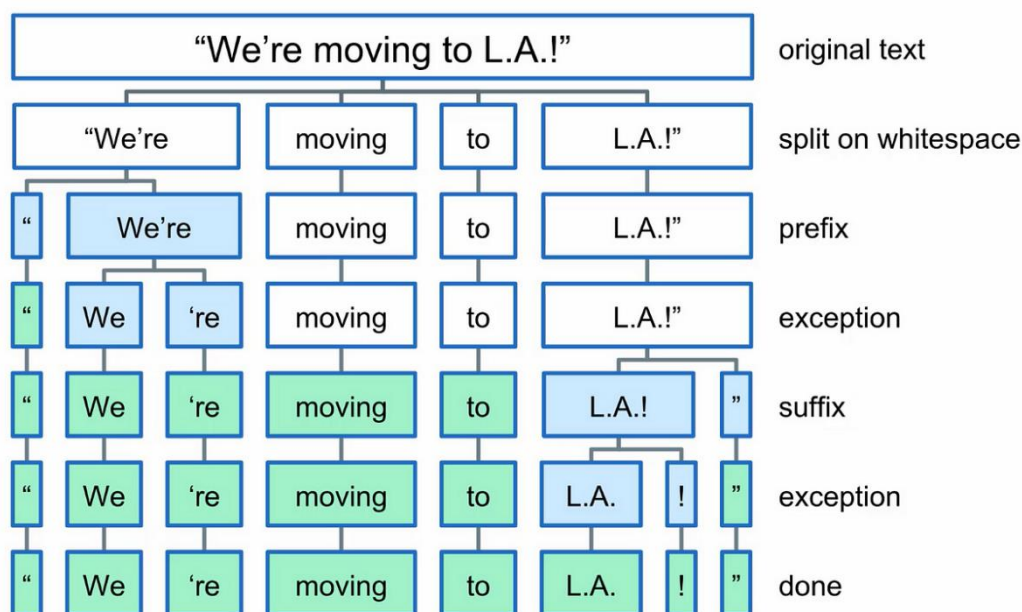 “We’re moving to L.A.!” original text
“We’re moving to L.A.!” split on whitespace
“ We’re moving to L.A.!” prefix
“ We ‘re moving to L.A.!” exception
“ We ‘re moving to L.A.! ” suffix
“ We ‘re moving to L.A. ! ” exception
“ We ‘re moving to L.A. ! ” done